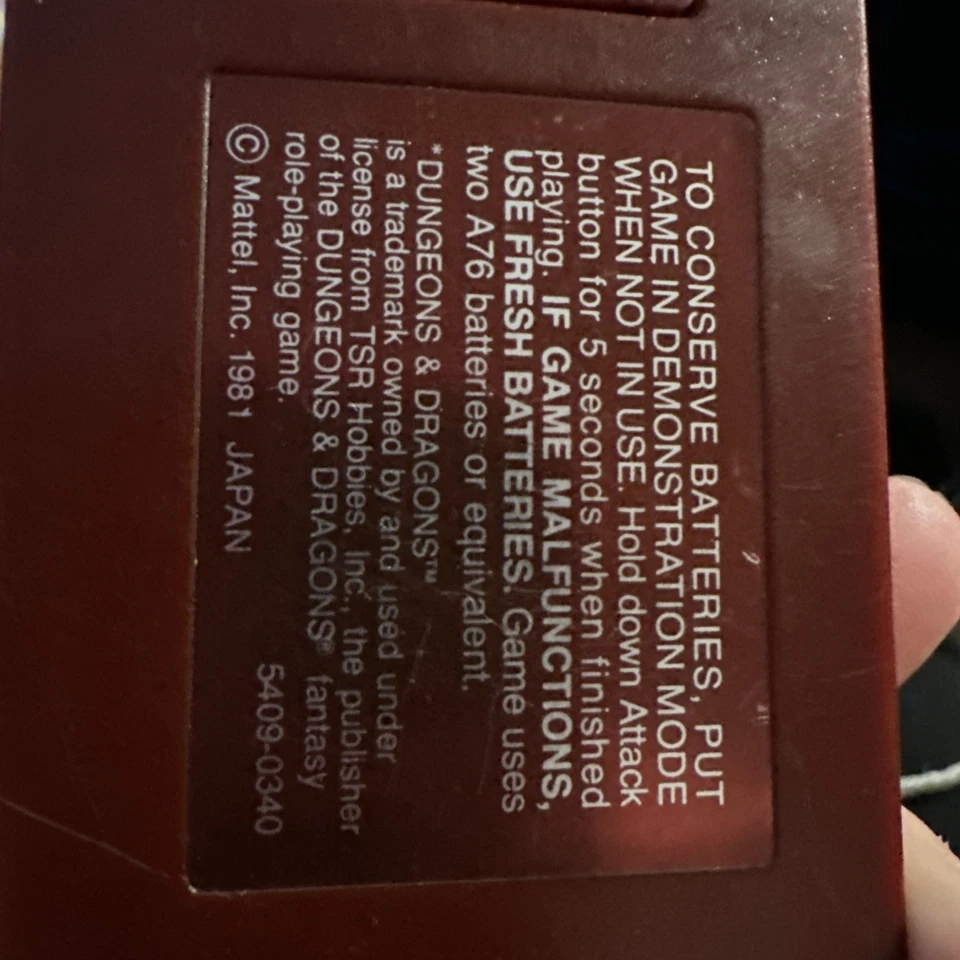 TO CONSERVE BATTERIES, PUT
GAME IN DEMONSTRATION MODE
WHEN NOT IN USE. Hold down Attack
button for 5 seconds when finished
playing. IF GAME MALFUNCTIONS,
USE FRESH BATTERIES. Game uses
two A76 batteries or equivalent.
*DUNGEONS & DRAGONS™
is a trademark owned by and used under
license from TSR Hobbies, Inc., the publisher
of the DUNGEONS & DRAGONS® fantasy
role-playing game.
5409-0340
© Mattel, Inc. 1981 JAPAN